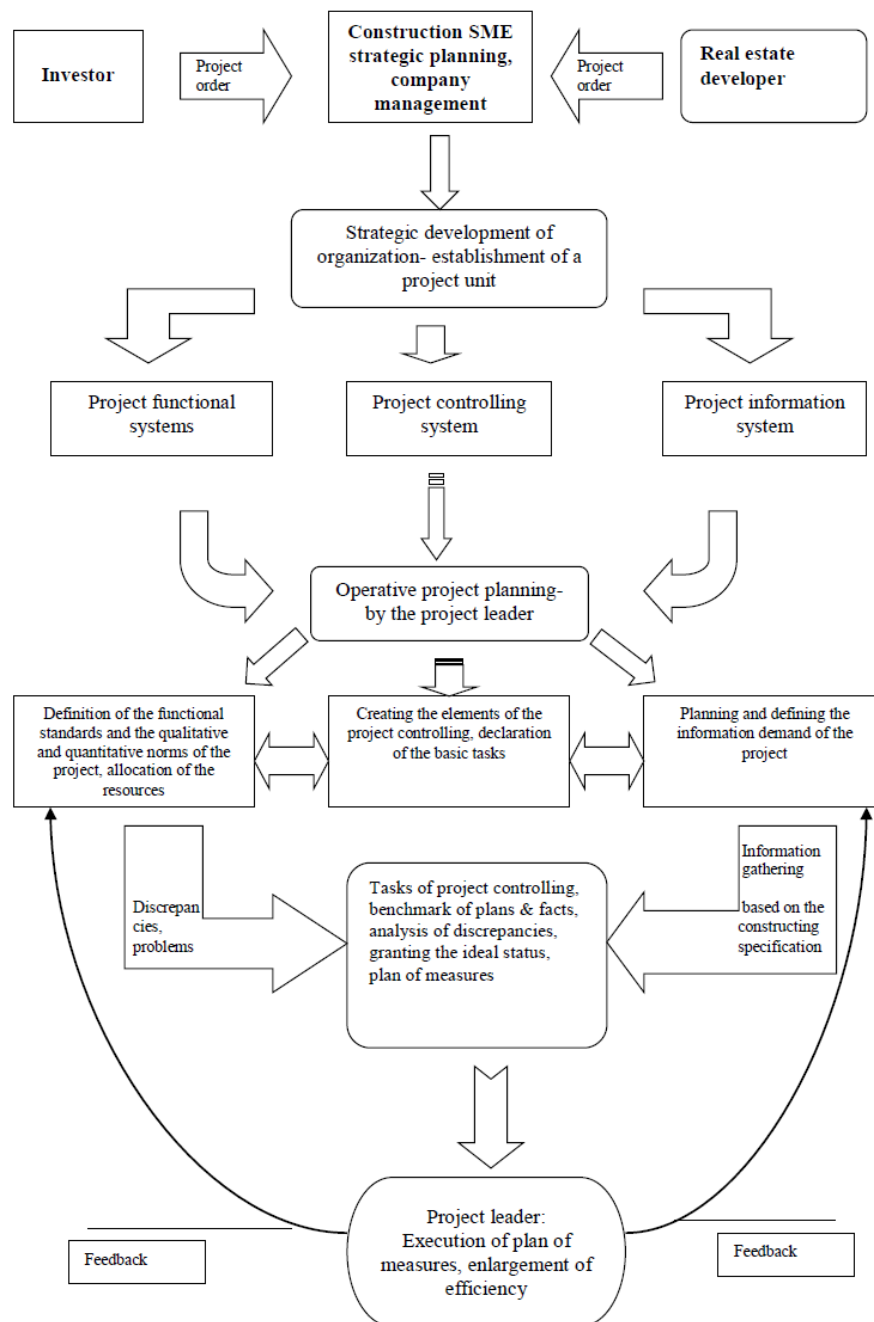 Investor
Project
order
Construction SME
strategic planning,
company
management
Project
order
Real estate
developer
Strategic development of
organization- establishment of a
project unit
Project functional
systems
Project controlling
system
Project information
system
Operative project planning-
by the project leader
Definition of the functional
standards and the qualitative
and quantitative norms of the
project, allocation of the
resources
Creating the elements of the
project controlling, declaration
of the basic tasks
Planning and defining the
information demand of the
project
Discrepan
cies,
problems
Tasks of project controlling,
benchmark of plans & facts,
analysis of discrepancies,
granting the ideal status,
plan of measures
Information
gathering
based on the
constructing
specification
Project leader:
Execution of plan of
measures, enlargement of
efficiency
Feedback
Feedback